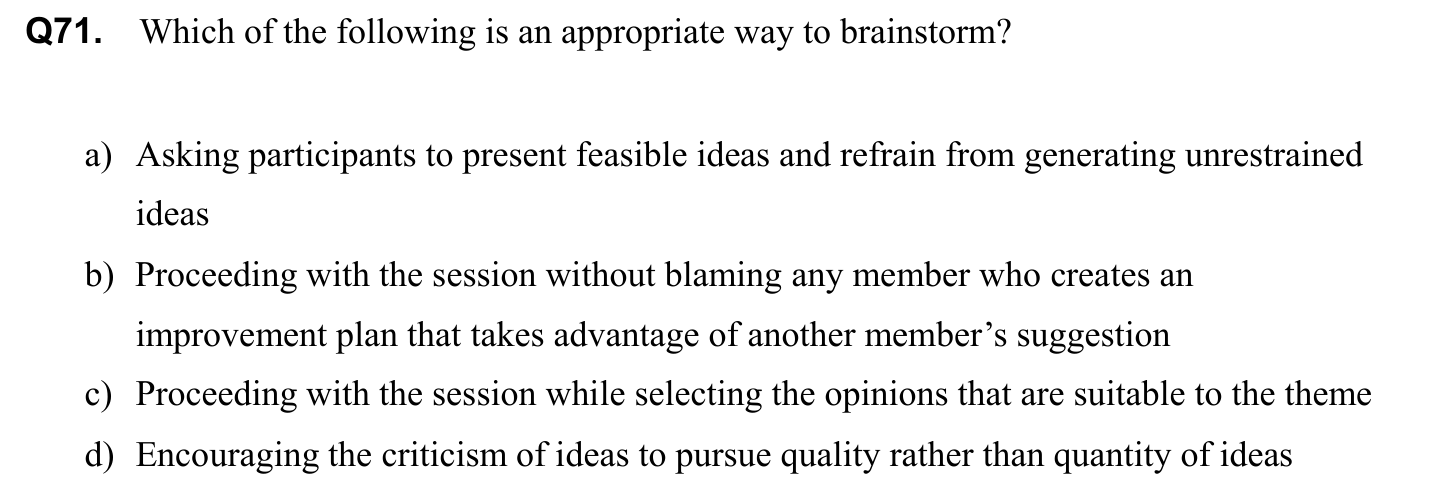 Q71. Which of the following is an appropriate way to brainstorm?
a) Asking participants to present feasible ideas and refrain from generating unrestrained
ideas
b) Proceeding with the session without blaming any member who creates an
improvement plan that takes advantage of another member’s suggestion
c) Proceeding with the session while selecting the opinions that are suitable to the theme
d) Encouraging the criticism of ideas to pursue quality rather than quantity of ideas